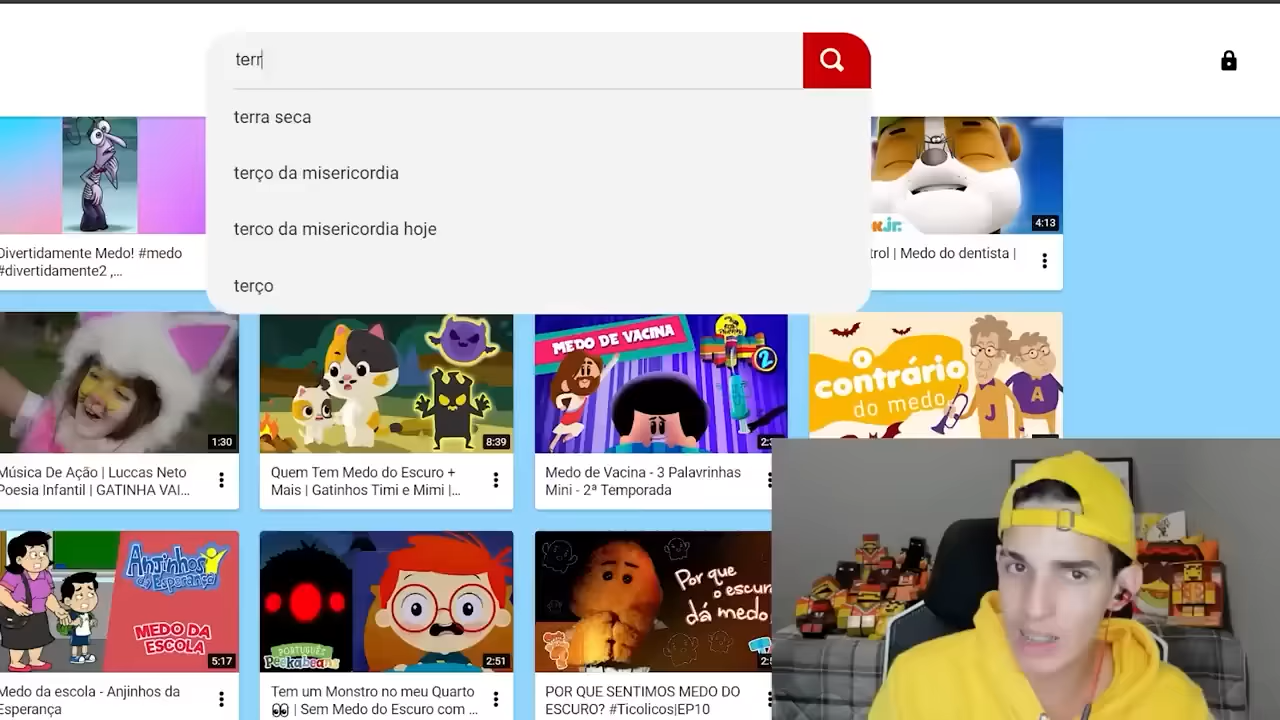 terr
terra seca
terço da misericordia
terco da misericordia hoje
terço
Divertidamente Medo! #medo
#divertidamente2 ,...
4:13
k jr.
trol | Medo do dentista |
1:30
Música De Ação | Luccas Neto
Poesia Infantil | GATINHA VAI...
8:39
Quem Tem Medo do Escuro +
Mais | Gatinhos Timi e Mimi |...
MEDO DE VACINA
2
Medo de Vacina - 3 Palavrinhas
Mini - 2ª Temporada
O
contrário
do medo
J
A
Anjinhos
da Esperança
MEDO DA
ESCOLA
5:17
Medo da escola - Anjinhos da
Esperança
PORTUGUÊS
Peekabeans
2:51
Tem um Monstro no meu Quarto
👀 | Sem Medo do Escuro com ...
Por que
o escuro
dá medo
POR QUE SENTIMOS MEDO DO
ESCURO? #Ticolicos|EP10